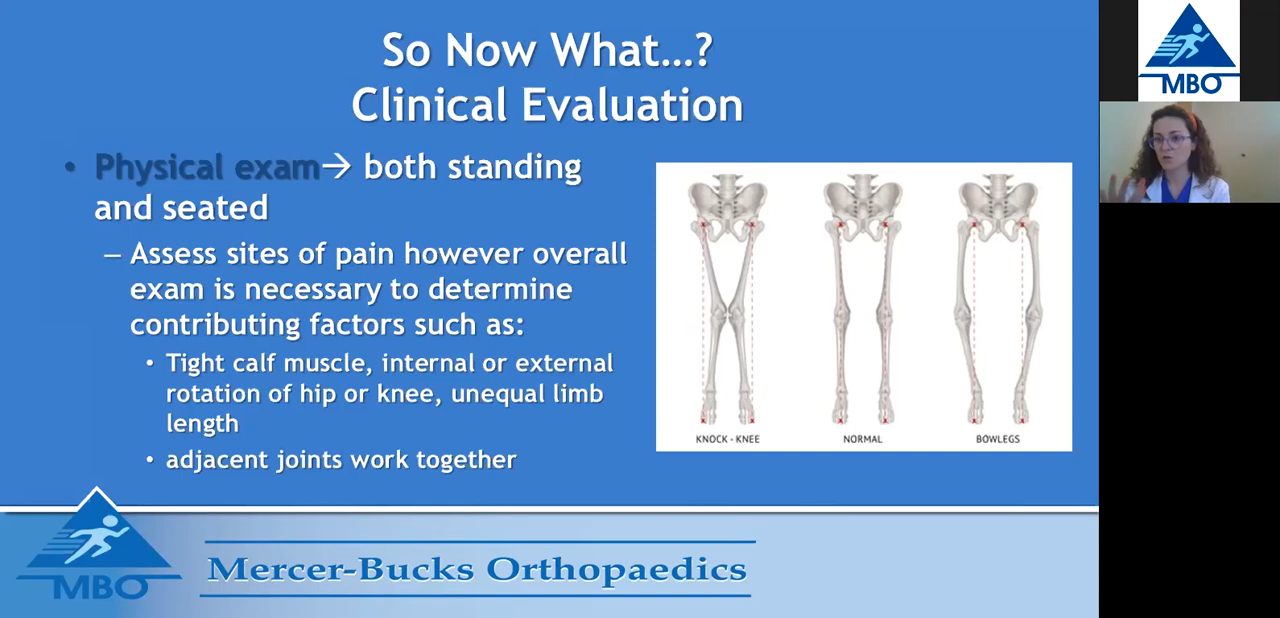 So Now What...?
Clinical Evaluation
• Physical exam→ both standing
and seated
– Assess sites of pain however overall
exam is necessary to determine
contributing factors such as:
• Tight calf muscle, internal or external
rotation of hip or knee, unequal limb
length
• adjacent joints work together
KNOCK - KNEE
NORMAL
BOWLEGS
MBO
Mercer-Bucks Orthopaedics
MBO